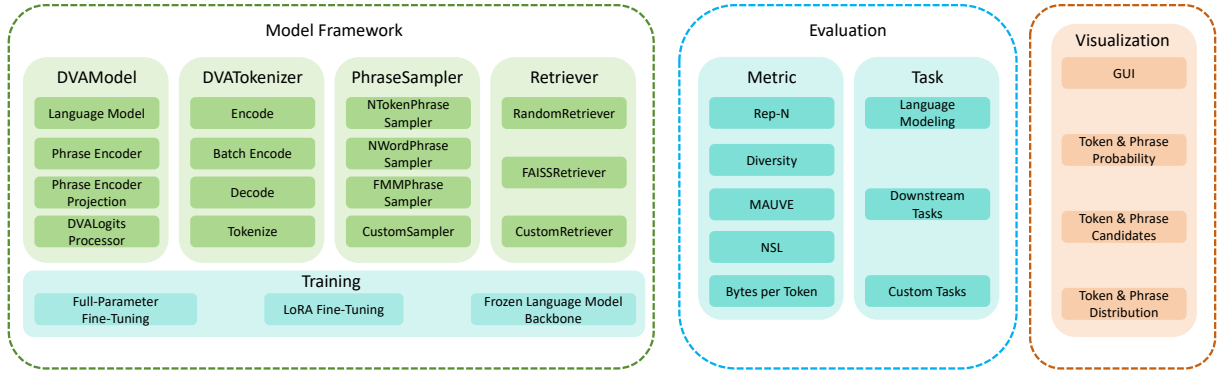 Model Framework
DVAModel
Language Model
Phrase Encoder
Phrase Encoder
Projection
DVALogits
Processor
DVATokenizer
Encode
Batch Encode
Decode
Tokenize
PhraseSampler
NTokenPhrase
Sampler
NWordPhrase
Sampler
FMMPhrase
Sampler
CustomSampler
Retriever
RandomRetriever
FAISSRetriever
CustomRetriever
Training
Full-Parameter
Fine-Tuning
LoRA Fine-Tuning
Frozen Language Model
Backbone
Evaluation
Metric
Rep-N
Diversity
MAUVE
NSL
Bytes per Token
Task
Language
Modeling
Downstream
Tasks
Custom Tasks
Visualization
GUI
Token & Phrase
Probability
Token & Phrase
Candidates
Token & Phrase
Distribution